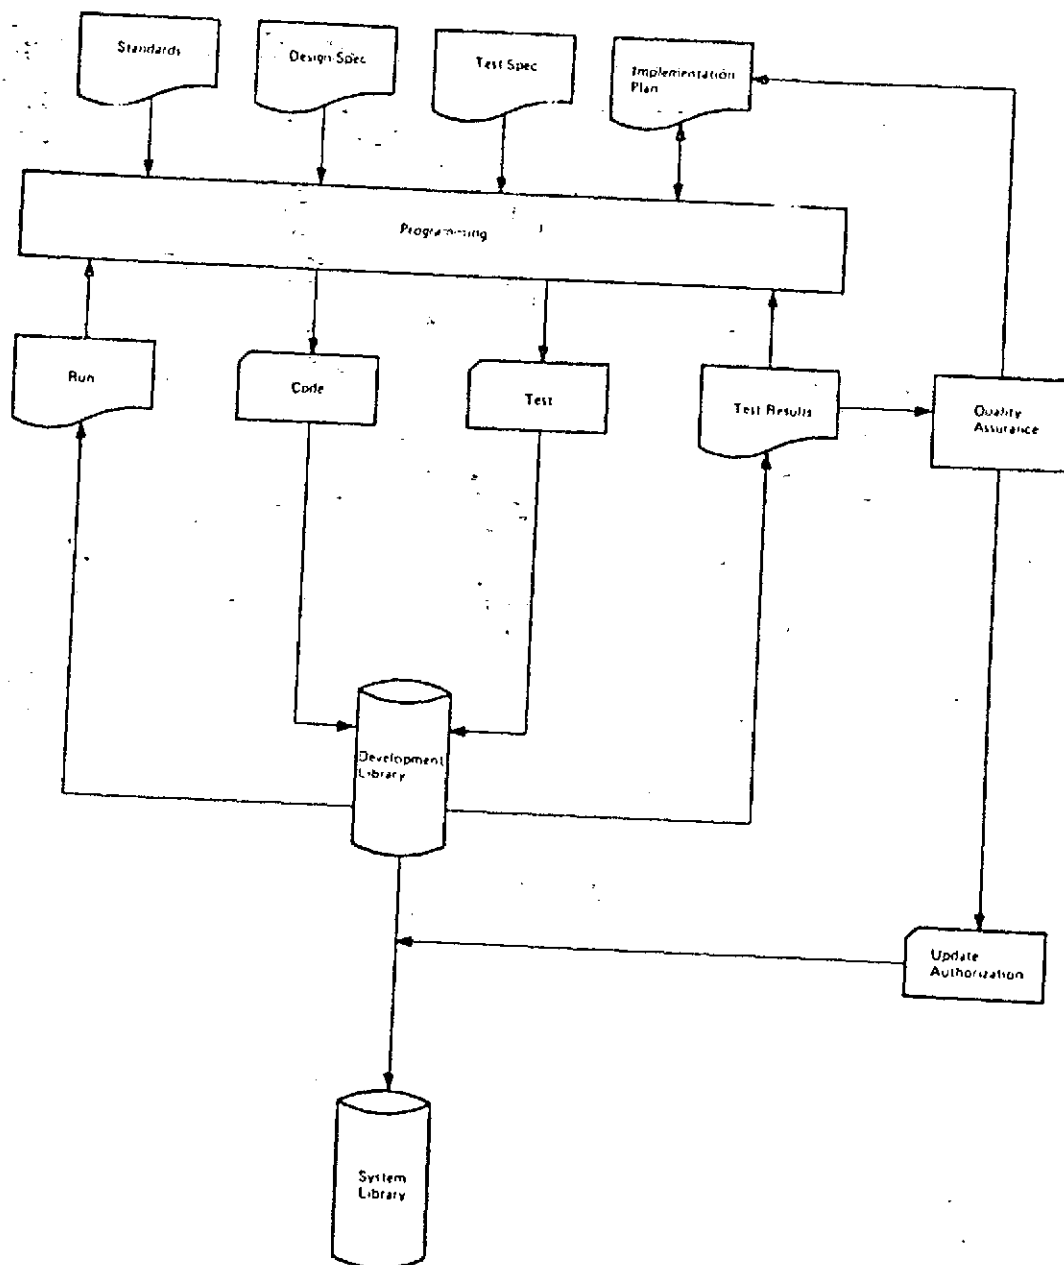 Standards
Design Spec
Test Spec
Implementation
Plan
Programming
Run
Code
Test
Test Results
Quality
Assurance
Development
Library
Update
Authorization
System
Library